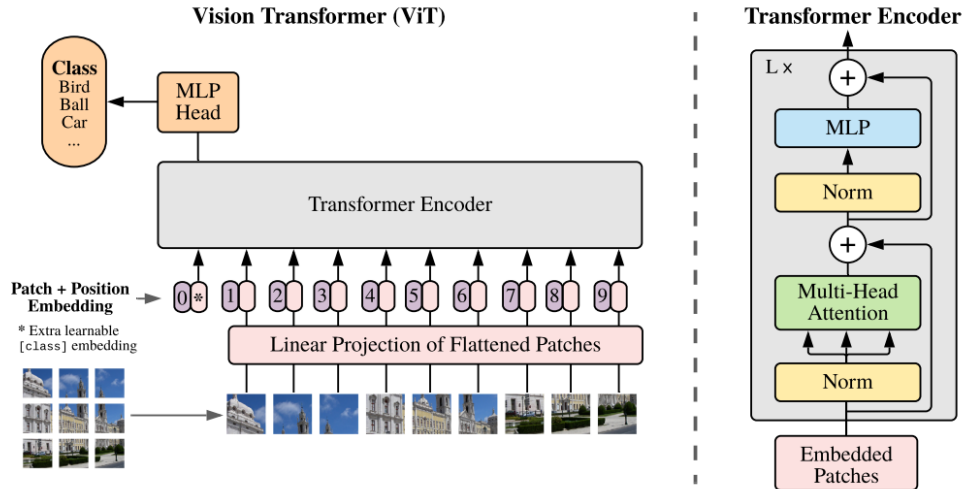 Vision Transformer (ViT)
Class
Bird
Ball
Car
...
MLP
Head
Transformer Encoder
Patch + Position
Embedding
0 * 1 2 3 4 5 6 7 8 9
* Extra learnable
[class] embedding
Linear Projection of Flattened Patches
Transformer Encoder
L ×
+
MLP
Norm
+
Multi-Head
Attention
Norm
Embedded
Patches